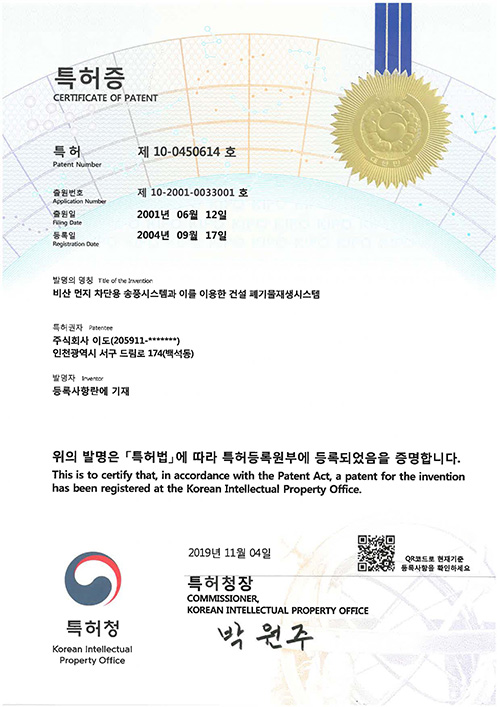 특허증
CERTIFICATE OF PATENT
특 허 제 10-0450614 호
Patent Number
출원번호 제 10-2001-0033001 호
Application Number
출원일 2001년 06월 12일
Filing Date
등록일 2004년 09월 17일
Registration Date
발명의 명칭 Title of the Invention
비산 먼지 차단용 송풍시스템과 이를 이용한 건설 폐기물재생시스템
특허권자 Patentee
주식회사 이도(205911-*******)
인천광역시 서구 드림로 174(백석동)
발명자 Inventor
등록사항란에 기재
위의 발명은 「특허법」에 따라 특허등록원부에 등록되었음을 증명합니다.
This is to certify that, in accordance with the Patent Act, a patent for the invention
has been registered at the Korean Intellectual Property Office.
2019년 11월 04일
QR코드로 현재기준
등록사항을 확인하세요
특허청장
COMMISSIONER,
KOREAN INTELLECTUAL PROPERTY OFFICE
박원주
특허청
Korean Intellectual
Property Office